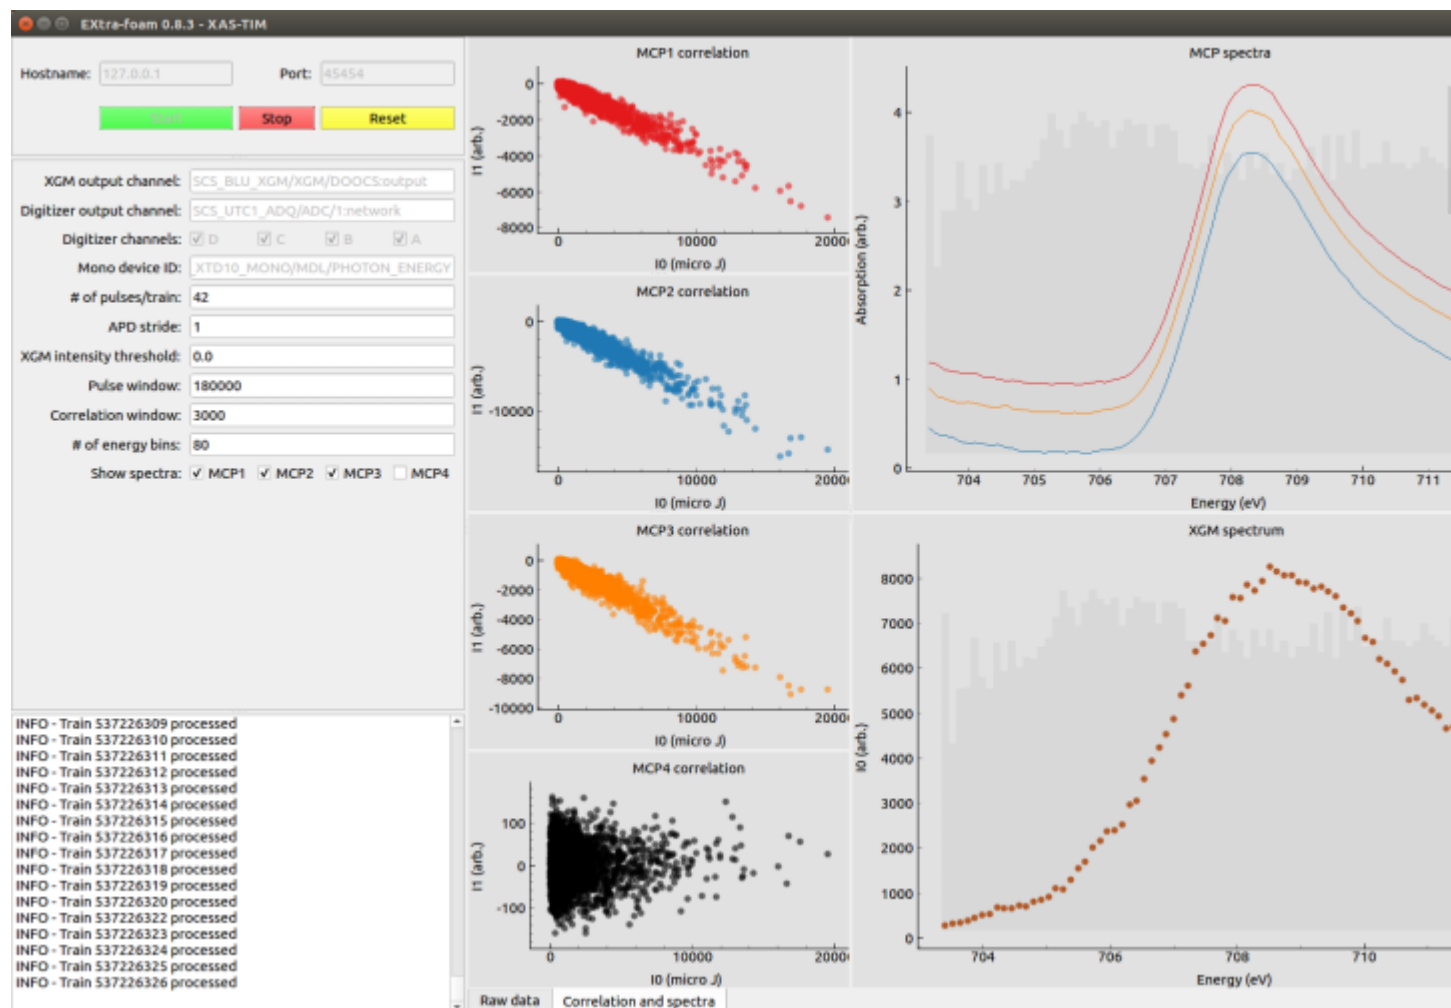 EXtra-foam 0.8.3 - XAS-TIM
Hostname: 127.0.0.1 Port: 45454
Start Stop Reset
XGM output channel: SCS_BLU_XGM/XGM/DOOCS:output
Digitizer output channel: SCS_UTC1_ADQ/ADC/1:network
Digitizer channels: D C B A
Mono device ID: _XTD10_MONO/MDL/PHOTON_ENERGY
# of pulses/train: 42
APD stride: 1
XGM intensity threshold: 0.0
Pulse window: 180000
Correlation window: 3000
# of energy bins: 80
Show spectra: MCP1 MCP2 MCP3 MCP4
INFO - Train 537226309 processed
INFO - Train 537226310 processed
INFO - Train 537226311 processed
INFO - Train 537226312 processed
INFO - Train 537226313 processed
INFO - Train 537226314 processed
INFO - Train 537226315 processed
INFO - Train 537226316 processed
INFO - Train 537226317 processed
INFO - Train 537226318 processed
INFO - Train 537226319 processed
INFO - Train 537226320 processed
INFO - Train 537226322 processed
INFO - Train 537226323 processed
INFO - Train 537226324 processed
INFO - Train 537226325 processed
INFO - Train 537226326 processed
MCP1 correlation
I1 (arb.)
0
-2000
-4000
-6000
-8000
0 10000 2000
I0 (micro J)
MCP2 correlation
I1 (arb.)
0
-10000
0 10000 2000
I0 (micro J)
MCP3 correlation
I1 (arb.)
0
-2000
-4000
-6000
-8000
-10000
0 10000 2000
I0 (micro J)
MCP4 correlation
I1 (arb.)
100
0
-100
0 10000 2000
I0 (micro J)
MCP spectra
Absorption (arb.)
4
3
2
1
0
704 705 706 707 708 709 710 711
Energy (eV)
XGM spectrum
I0 (arb.)
8000
7000
6000
5000
4000
3000
2000
1000
0
704 706 708 710
Energy (eV)
Raw data Correlation and spectra